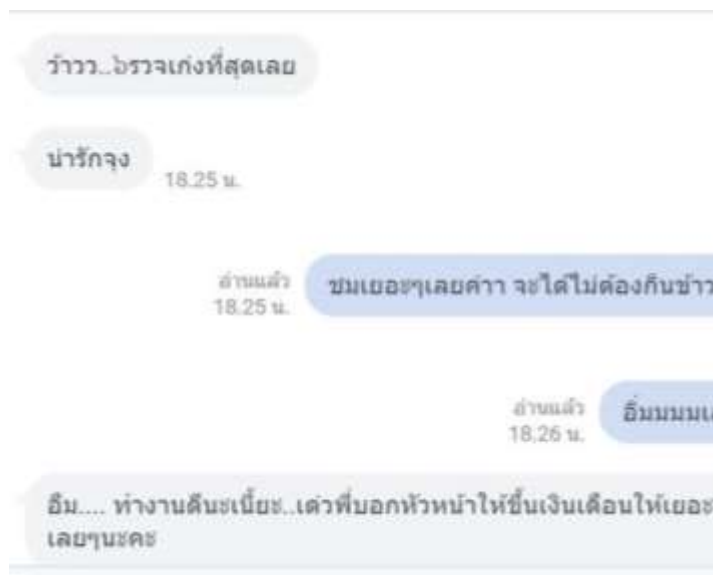 ว้าวว..ตรวจเก่งที่สุดเลย
น่ารักจุง
18.25 น.
อ่านแล้ว
18.25 น.
ชมเยอะๆเลยค่าา จะได้ไม่ต้องกินข้าว
อ่านแล้ว
18.26 น.
อิ่มมมม
อืม.... ทำงานดีนะเนี้ยะ..เด๋วพี่บอกหัวหน้าให้ขึ้นเงินเดือนให้เยอะ
เลยๆนะคะ